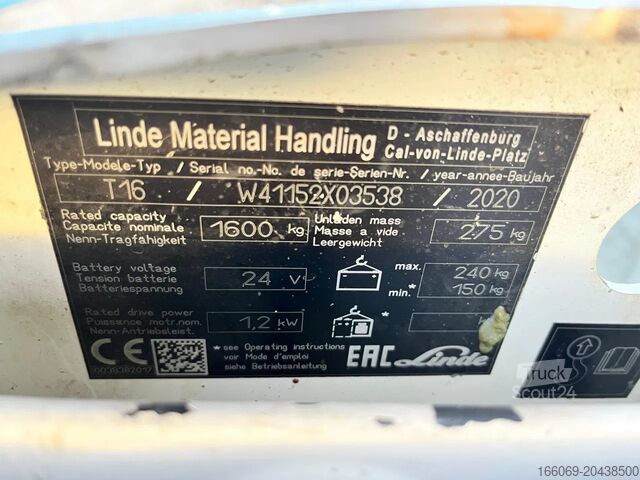 Linde Material Handling D - Aschaffenburg
Cal-von-Linde-Platz
Type-Modele-Typ / Serial no.-No. de serie-Serien-Nr. / year-annee-Baujahr
T16 / W41152X03538 / 2020
Rated capacity
Capacite nominale
Nenn-Tragfähigkeit
1600 kg
Unladen mass
Masse a vide
Leergewicht
275 kg
Battery voltage
Tension batterie
Batteriespannung
24 V
max. 240 kg
min.* 150 kg
Rated drive power
Puissance motr.nom.
Nenn-Antriebsleist.
1,2 kW
*
CE
0038382017
* see Operating instructions
voir Mode d'emploi
siehe Betriebsanleitung
EAC Linde
Truck
Scout24
166069-20438500